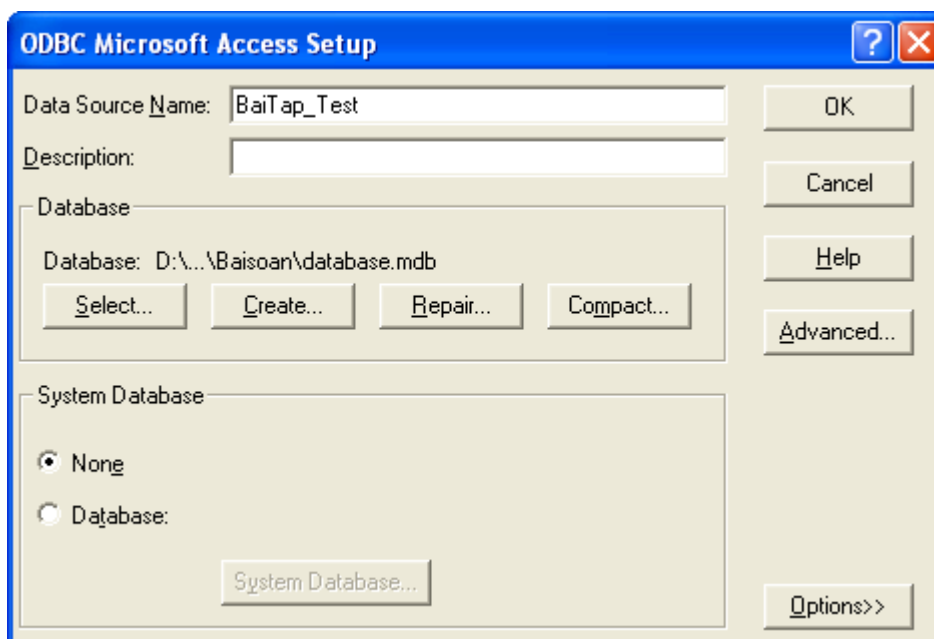 ODBC Microsoft Access Setup
Data Source Name: BaiTap_Test
OK
Description:
Cancel
Database
Database: D:\...\Baisoan\database.mdb
Help
Select... Create... Repair... Compact...
Advanced...
System Database
None
Database:
System Database...
Options>>